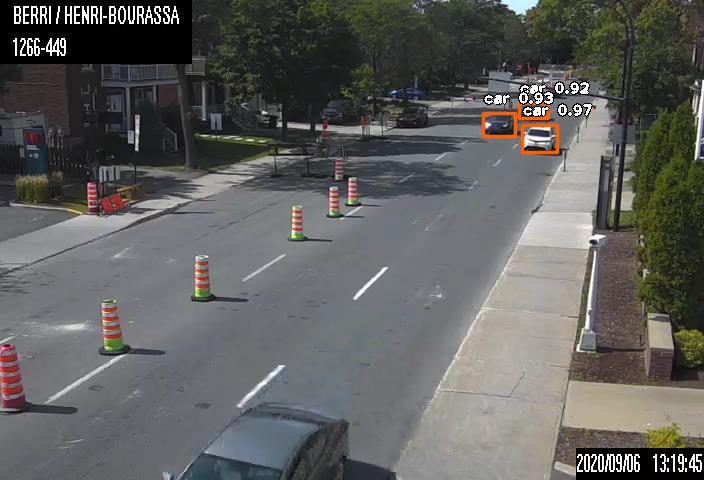 BERRI / HENRI-BOURASSA
1266-449
car 0.92
car 0.93
car 0.97
2020/09/06 13:19:45